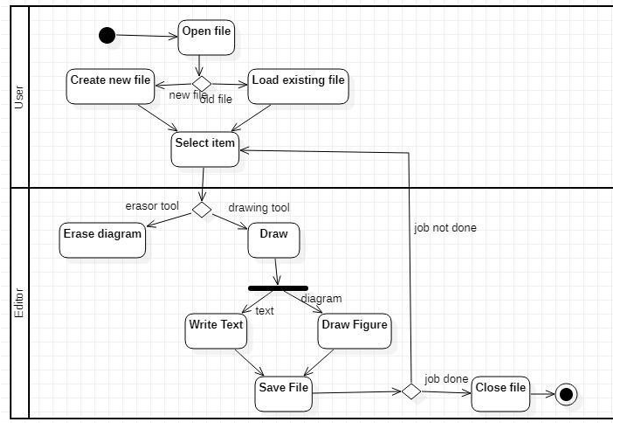 User
Open file
Create new file
Load existing file
new file
old file
Select item
Editor
erasor tool
drawing tool
job not done
Erase diagram
Draw
diagram
text
Write Text
Draw Figure
job done
Save File
Close file